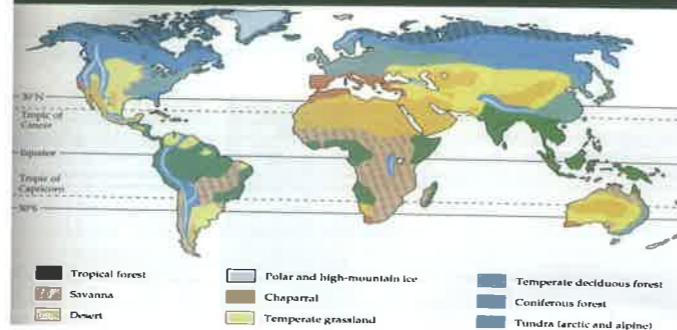 30°N
Tropic of
Cancer
Equator
Tropic of
Capricorn
30°S
Tropical forest
Savanna
Desert
Polar and high-mountain ice
Chaparral
Temperate grassland
Temperate deciduous forest
Coniferous forest
Tundra (arctic and alpine)